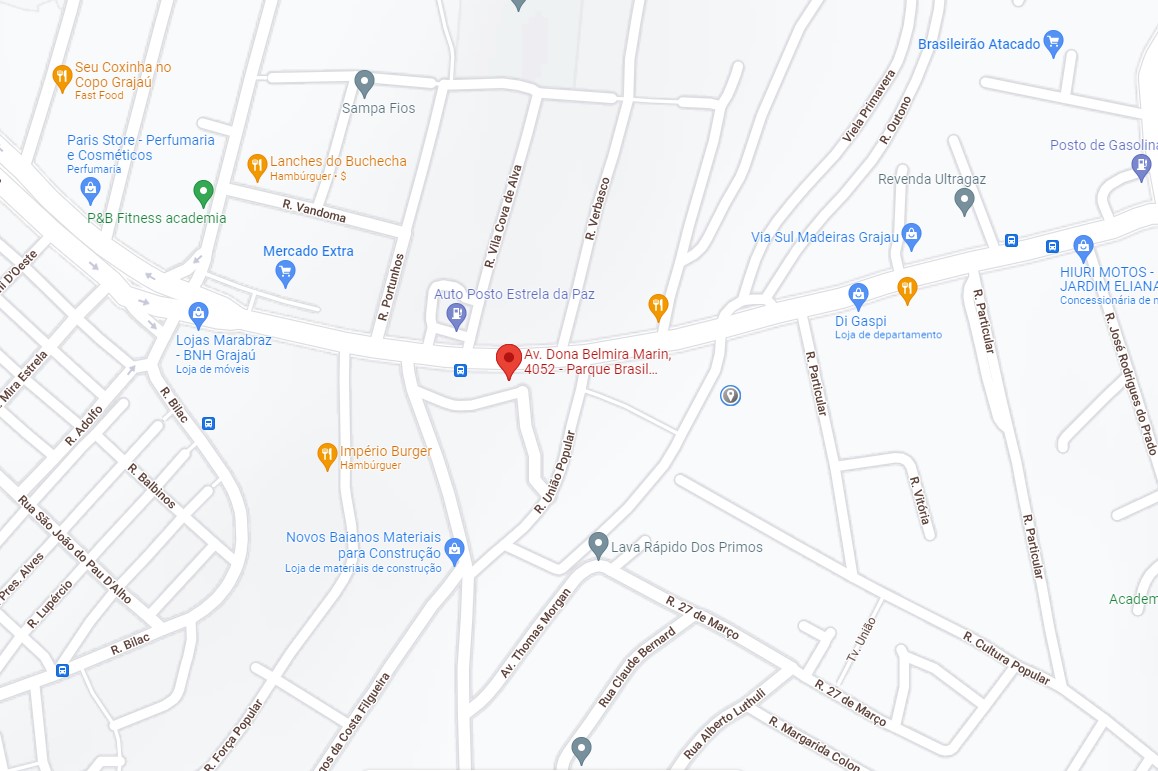 Brasileirão Atacado
Seu Coxinha no
Copo Grajaú
Fast Food
Sampa Fios
Viela Primavera
R. Outono
Paris Store - Perfumaria
e Cosméticos
Perfumaria
Posto de Gasolina
Lanches do Buchecha
Hambúrguer • $
Revenda Ultragaz
P&B Fitness academia
R. Vandoma
R. Vila Cova de Alva
R. Verbasco
Via Sul Madeiras Grajau
Mercado Extra
R. Portunhos
Auto Posto Estrela da Paz
HIURI MOTOS -
JARDIM ELIANA
Concessionária de m
Di Gaspi
Loja de departamento
R. Particular
R. José Rodrigues do Prado
Lojas Marabraz
- BNH Grajaú
Loja de móveis
Av. Dona Belmira Marin,
4052 - Parque Brasil...
R. Particular
D'Oeste
Mira Estrela
R. Adolfo
R. Bilac
Império Burger
Hambúrguer
R. União Popular
R. Balbinos
R. Vitória
Rua São João do Pau D'Alho
Novos Baianos Materiais
para Construção
Loja de materiais de construção
Lava Rápido Dos Primos
R. Particular
Pres. Alves
R. Lupércio
Academ
R. Bilac
Av. Thomas Morgan
R. 27 de Março
Tv. União
Rua Claude Bernard
R. Cultura Popular
R. Força Popular
gos da Costa Filgueira
Rua Alberto Luthuli
R. 27 de Março
R. Margarida Colon